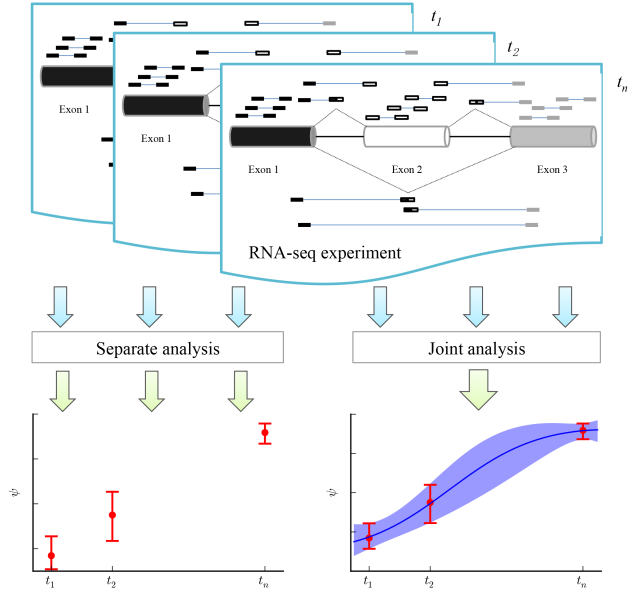 t1
t2
tn
Exon 1
Exon 1
Exon 1
Exon 2
Exon 3
RNA-seq experiment
Separate analysis
Joint analysis
ψ
t1
t2
tn
ψ
t1
t2
tn